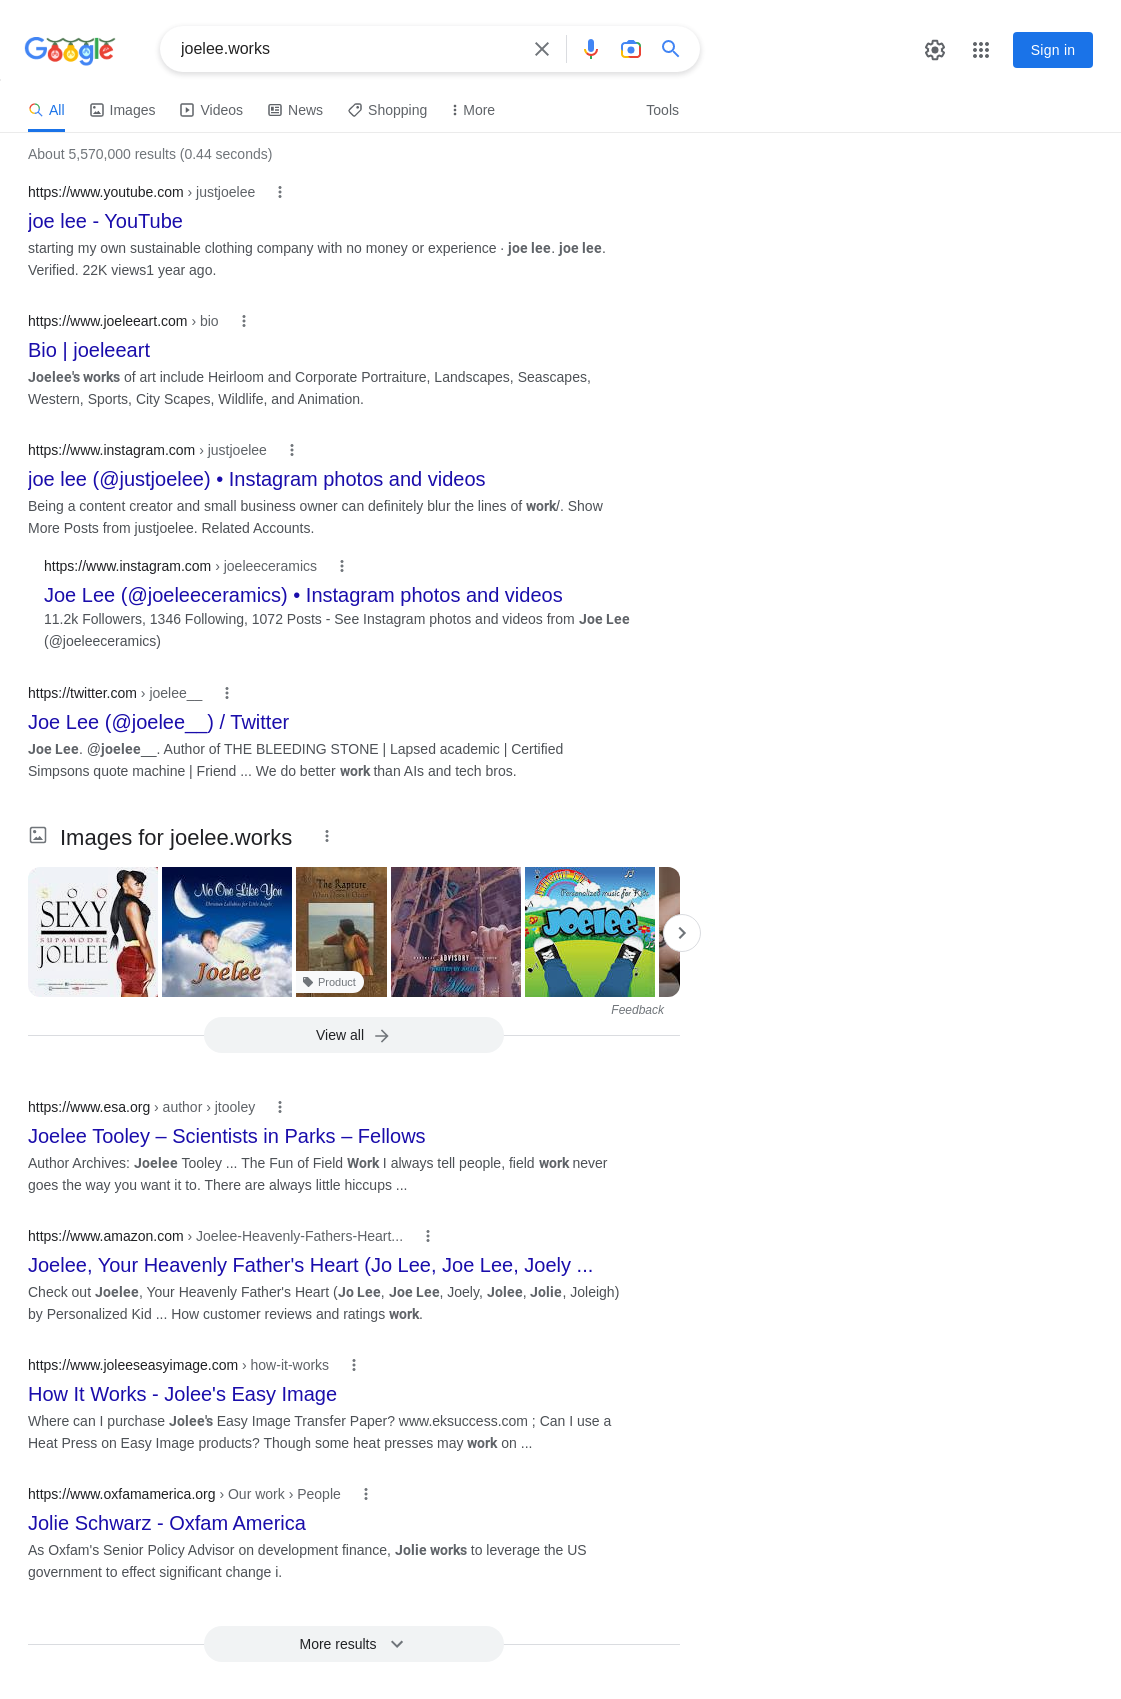 Google
joelee.works
Sign in
All
Images
Videos
News
Shopping
More
Tools
About 5,570,000 results (0.44 seconds)
https://www.youtube.com › justjoelee
joe lee - YouTube
starting my own sustainable clothing company with no money or experience · joe lee. joe lee.
Verified. 22K views1 year ago.
https://www.joeleeart.com › bio
Bio | joeleeart
Joelee's works of art include Heirloom and Corporate Portraiture, Landscapes, Seascapes,
Western, Sports, City Scapes, Wildlife, and Animation.
https://www.instagram.com › justjoelee
joe lee (@justjoelee) • Instagram photos and videos
Being a content creator and small business owner can definitely blur the lines of work/. Show
More Posts from justjoelee. Related Accounts.
https://www.instagram.com › joeleeceramics
Joe Lee (@joeleeceramics) • Instagram photos and videos
11.2k Followers, 1346 Following, 1072 Posts - See Instagram photos and videos from Joe Lee
(@joeleeceramics)
https://twitter.com › joelee__
Joe Lee (@joelee__) / Twitter
Joe Lee. @joelee__. Author of THE BLEEDING STONE | Lapsed academic | Certified
Simpsons quote machine | Friend ... We do better work than AIs and tech bros.
Images for joelee.works
SOO
SEXY
SUPAMODEL
JOELEE
No One Like You
Christian Lullabies for Little Angels
Joelee
The Rapture
Product
ADVISORY
Personalized music for Kids
JOELEE
Feedback
View all
https://www.esa.org › author › jtooley
Joelee Tooley – Scientists in Parks – Fellows
Author Archives: Joelee Tooley ... The Fun of Field Work I always tell people, field work never
goes the way you want it to. There are always little hiccups ...
https://www.amazon.com › Joelee-Heavenly-Fathers-Heart...
Joelee, Your Heavenly Father's Heart (Jo Lee, Joe Lee, Joely ...
Check out Joelee, Your Heavenly Father's Heart (Jo Lee, Joe Lee, Joely, Jolee, Jolie, Joleigh)
by Personalized Kid ... How customer reviews and ratings work.
https://www.joleeseasyimage.com › how-it-works
How It Works - Jolee's Easy Image
Where can I purchase Jolee's Easy Image Transfer Paper? www.eksuccess.com ; Can I use a
Heat Press on Easy Image products? Though some heat presses may work on ...
https://www.oxfamamerica.org › Our work › People
Jolie Schwarz - Oxfam America
As Oxfam's Senior Policy Advisor on development finance, Jolie works to leverage the US
government to effect significant change i.
More results